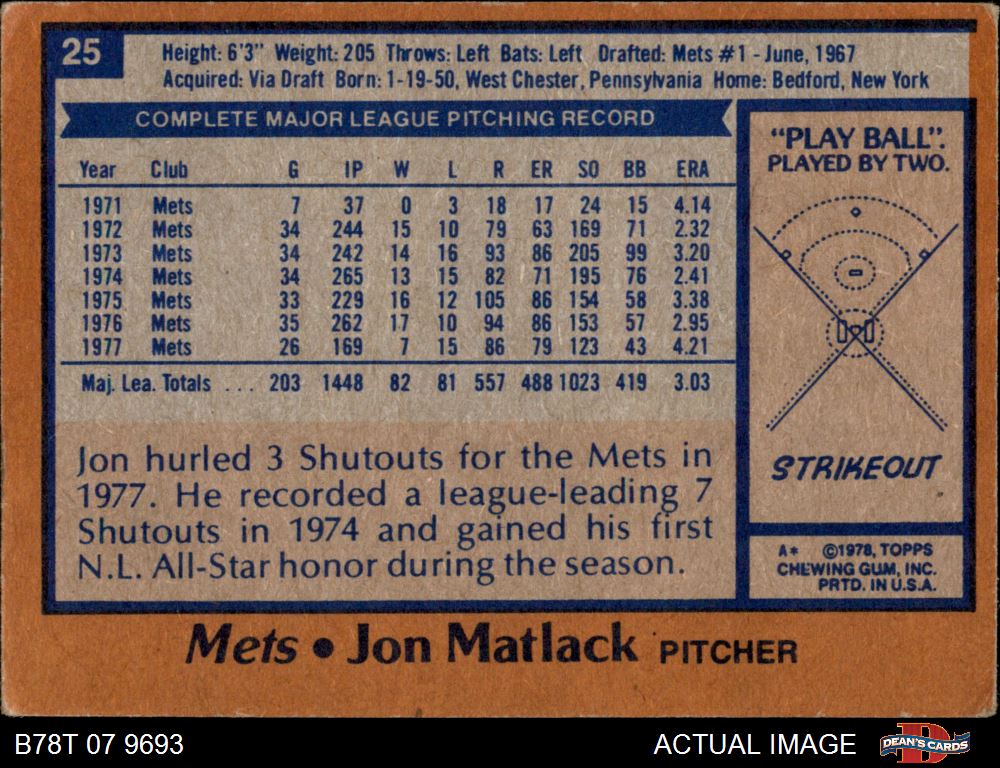 25
Height: 6'3" Weight: 205 Throws: Left Bats: Left Drafted: Mets #1 - June, 1967
Acquired: Via Draft Born: 1-19-50, West Chester, Pennsylvania Home: Bedford, New York
COMPLETE MAJOR LEAGUE PITCHING RECORD
Year Club G IP W L R ER SO BB ERA
1971 Mets 7 37 0 3 18 17 24 15 4.14
1972 Mets 34 244 15 10 79 63 169 71 2.32
1973 Mets 34 242 14 16 93 86 205 99 3.20
1974 Mets 34 265 13 15 82 71 195 76 2.41
1975 Mets 33 229 16 12 105 86 154 58 3.38
1976 Mets 35 262 17 10 94 86 153 57 2.95
1977 Mets 26 169 7 15 86 79 123 43 4.21
Maj. Lea. Totals . . . 203 1448 82 81 557 488 1023 419 3.03
Jon hurled 3 Shutouts for the Mets in
1977. He recorded a league-leading 7
Shutouts in 1974 and gained his first
N.L. All-Star honor during the season.
"PLAY BALL".
PLAYED BY TWO.
STRIKEOUT
A* ©1978, TOPPS
CHEWING GUM, INC.
PRTD. IN U.S.A.
Mets • Jon Matlack PITCHER
B78T 07 9693
ACTUAL IMAGE
DEAN'S CARDS